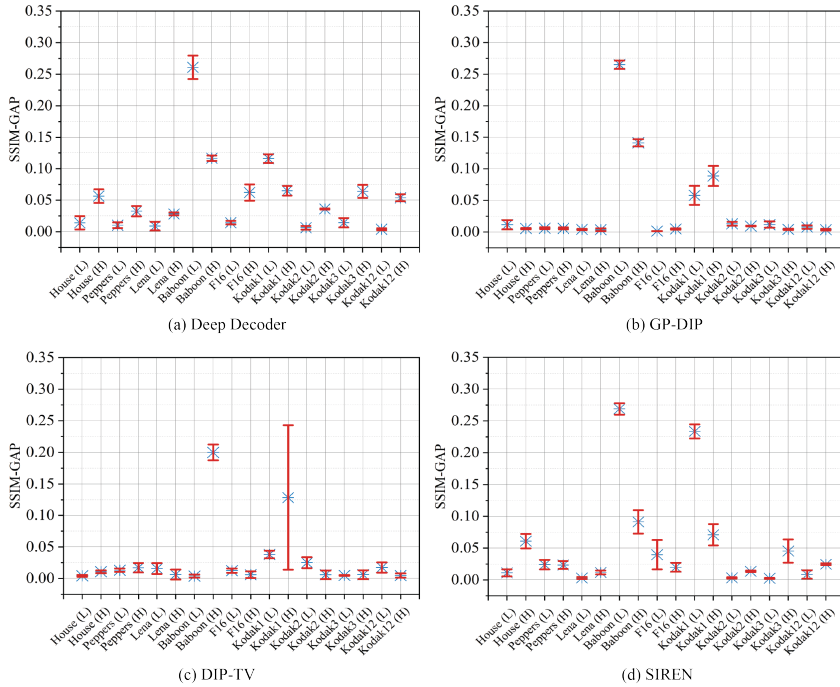 0.35
0.30
0.25
0.20
0.15
0.10
0.05
0.00
SSIM-GAP
House (L)
House (H)
Peppers (L)
Peppers (H)
Lena (L)
Lena (H)
Baboon (L)
Baboon (H)
F16 (L)
F16 (H)
Kodak1 (L)
Kodak1 (H)
Kodak2 (L)
Kodak2 (H)
Kodak3 (L)
Kodak3 (H)
Kodak12 (L)
Kodak12 (H)
(a) Deep Decoder
0.35
0.30
0.25
0.20
0.15
0.10
0.05
0.00
SSIM-GAP
House (L)
House (H)
Peppers (L)
Peppers (H)
Lena (L)
Lena (H)
Baboon (L)
Baboon (H)
F16 (L)
F16 (H)
Kodak1 (L)
Kodak1 (H)
Kodak2 (L)
Kodak2 (H)
Kodak3 (L)
Kodak3 (H)
Kodak12 (L)
Kodak12 (H)
(b) GP-DIP
0.35
0.30
0.25
0.20
0.15
0.10
0.05
0.00
SSIM-GAP
House (L)
House (H)
Peppers (L)
Peppers (H)
Lena (L)
Lena (H)
Baboon (L)
Baboon (H)
F16 (L)
F16 (H)
Kodak1 (L)
Kodak1 (H)
Kodak2 (L)
Kodak2 (H)
Kodak3 (L)
Kodak3 (H)
Kodak12 (L)
Kodak12 (H)
(c) DIP-TV
0.35
0.30
0.25
0.20
0.15
0.10
0.05
0.00
SSIM-GAP
House (L)
House (H)
Peppers (L)
Peppers (H)
Lena (L)
Lena (H)
Baboon (L)
Baboon (H)
F16 (L)
F16 (H)
Kodak1 (L)
Kodak1 (H)
Kodak2 (L)
Kodak2 (H)
Kodak3 (L)
Kodak3 (H)
Kodak12 (L)
Kodak12 (H)
(d) SIREN